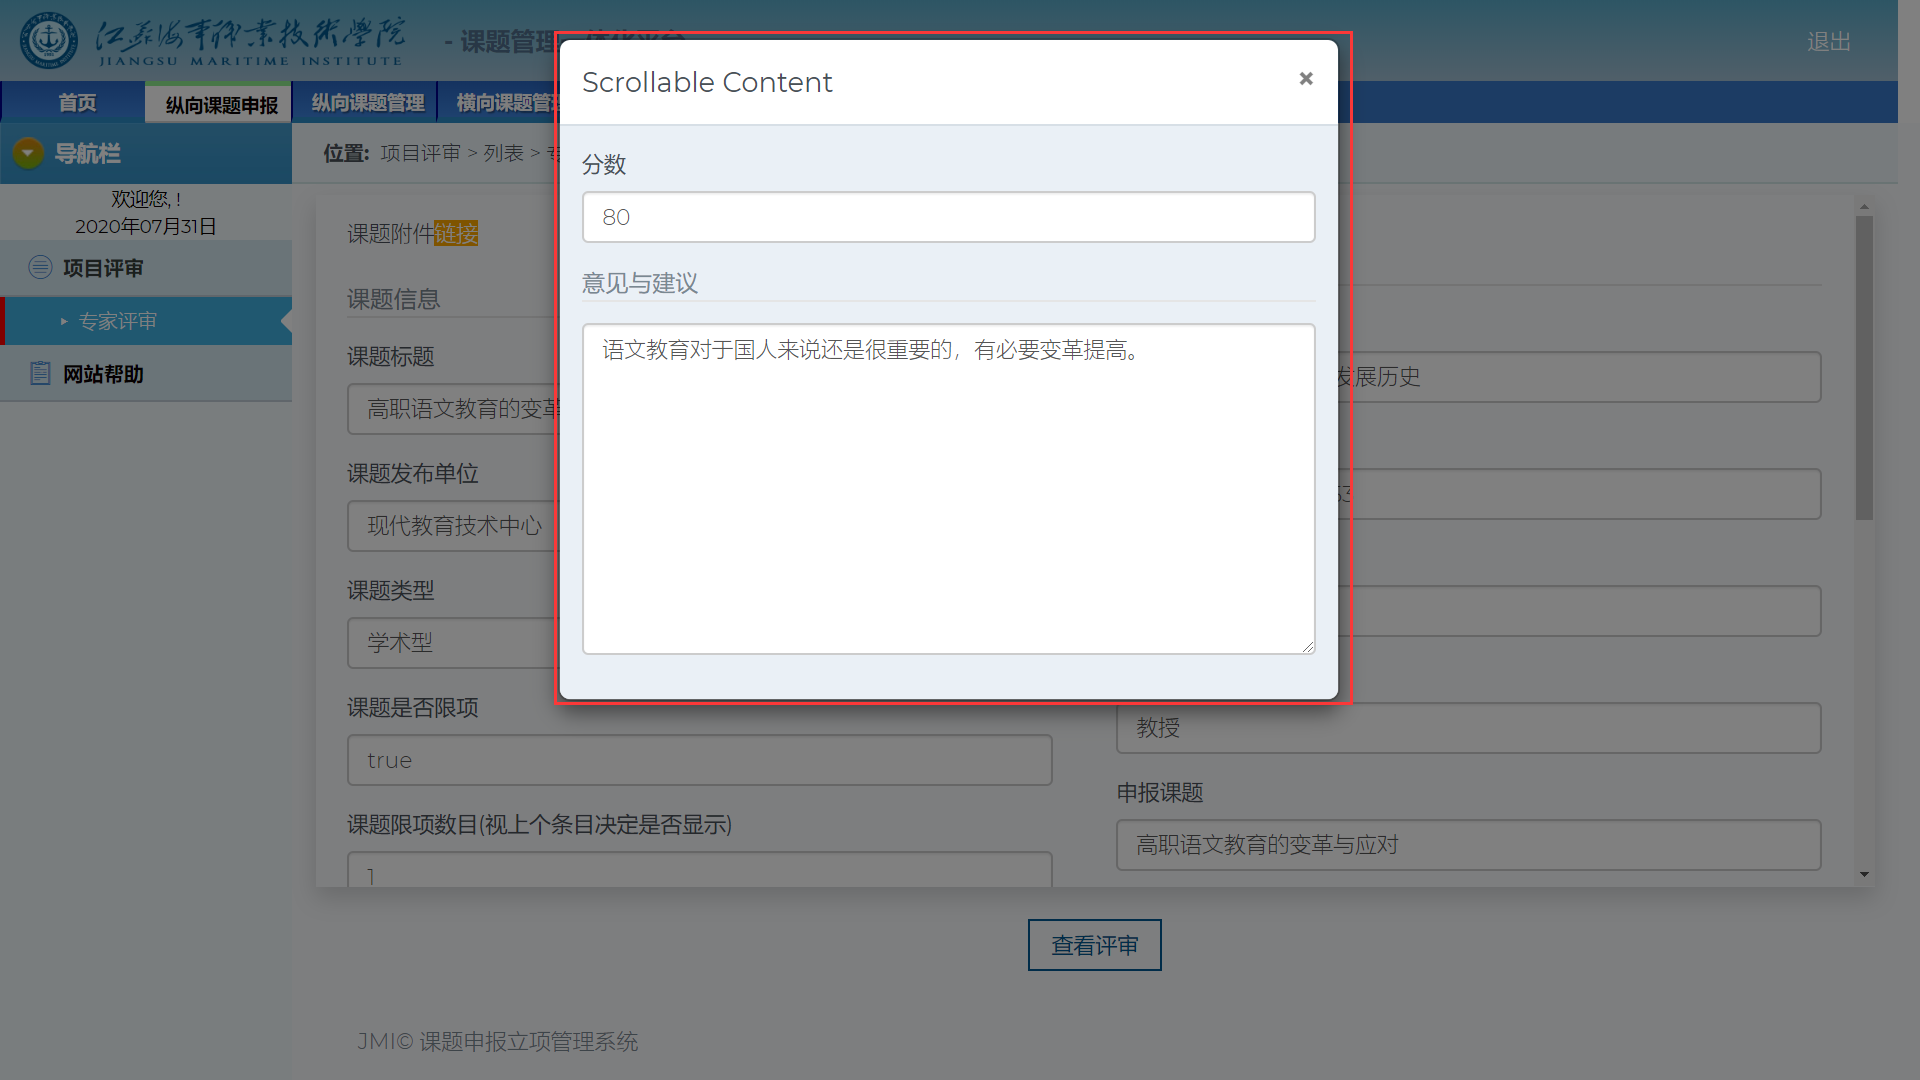 江苏海事职业技术学院
JIANGSU MARITIME INSTITUTE
- 课题管理一体化平台
退出
首页
纵向课题申报
纵向课题管理
横向课题管
导航栏
位置: 项目评审 > 列表 >
欢迎您, !
2020年07月31日
项目评审
专家评审
网站帮助
课题附件链接
课题信息
课题标题
高职语文教育的变革
课题发布单位
现代教育技术中心
课题类型
学术型
课题是否限项
true
课题限项数目(视上个条目决定是否显示)
1
Scrollable Content
×
分数
80
意见与建议
语文教育对于国人来说还是很重要的，有必要变革提高。
发展历史
53
教授
申报课题
高职语文教育的变革与应对
查看评审
JMI© 课题申报立项管理系统